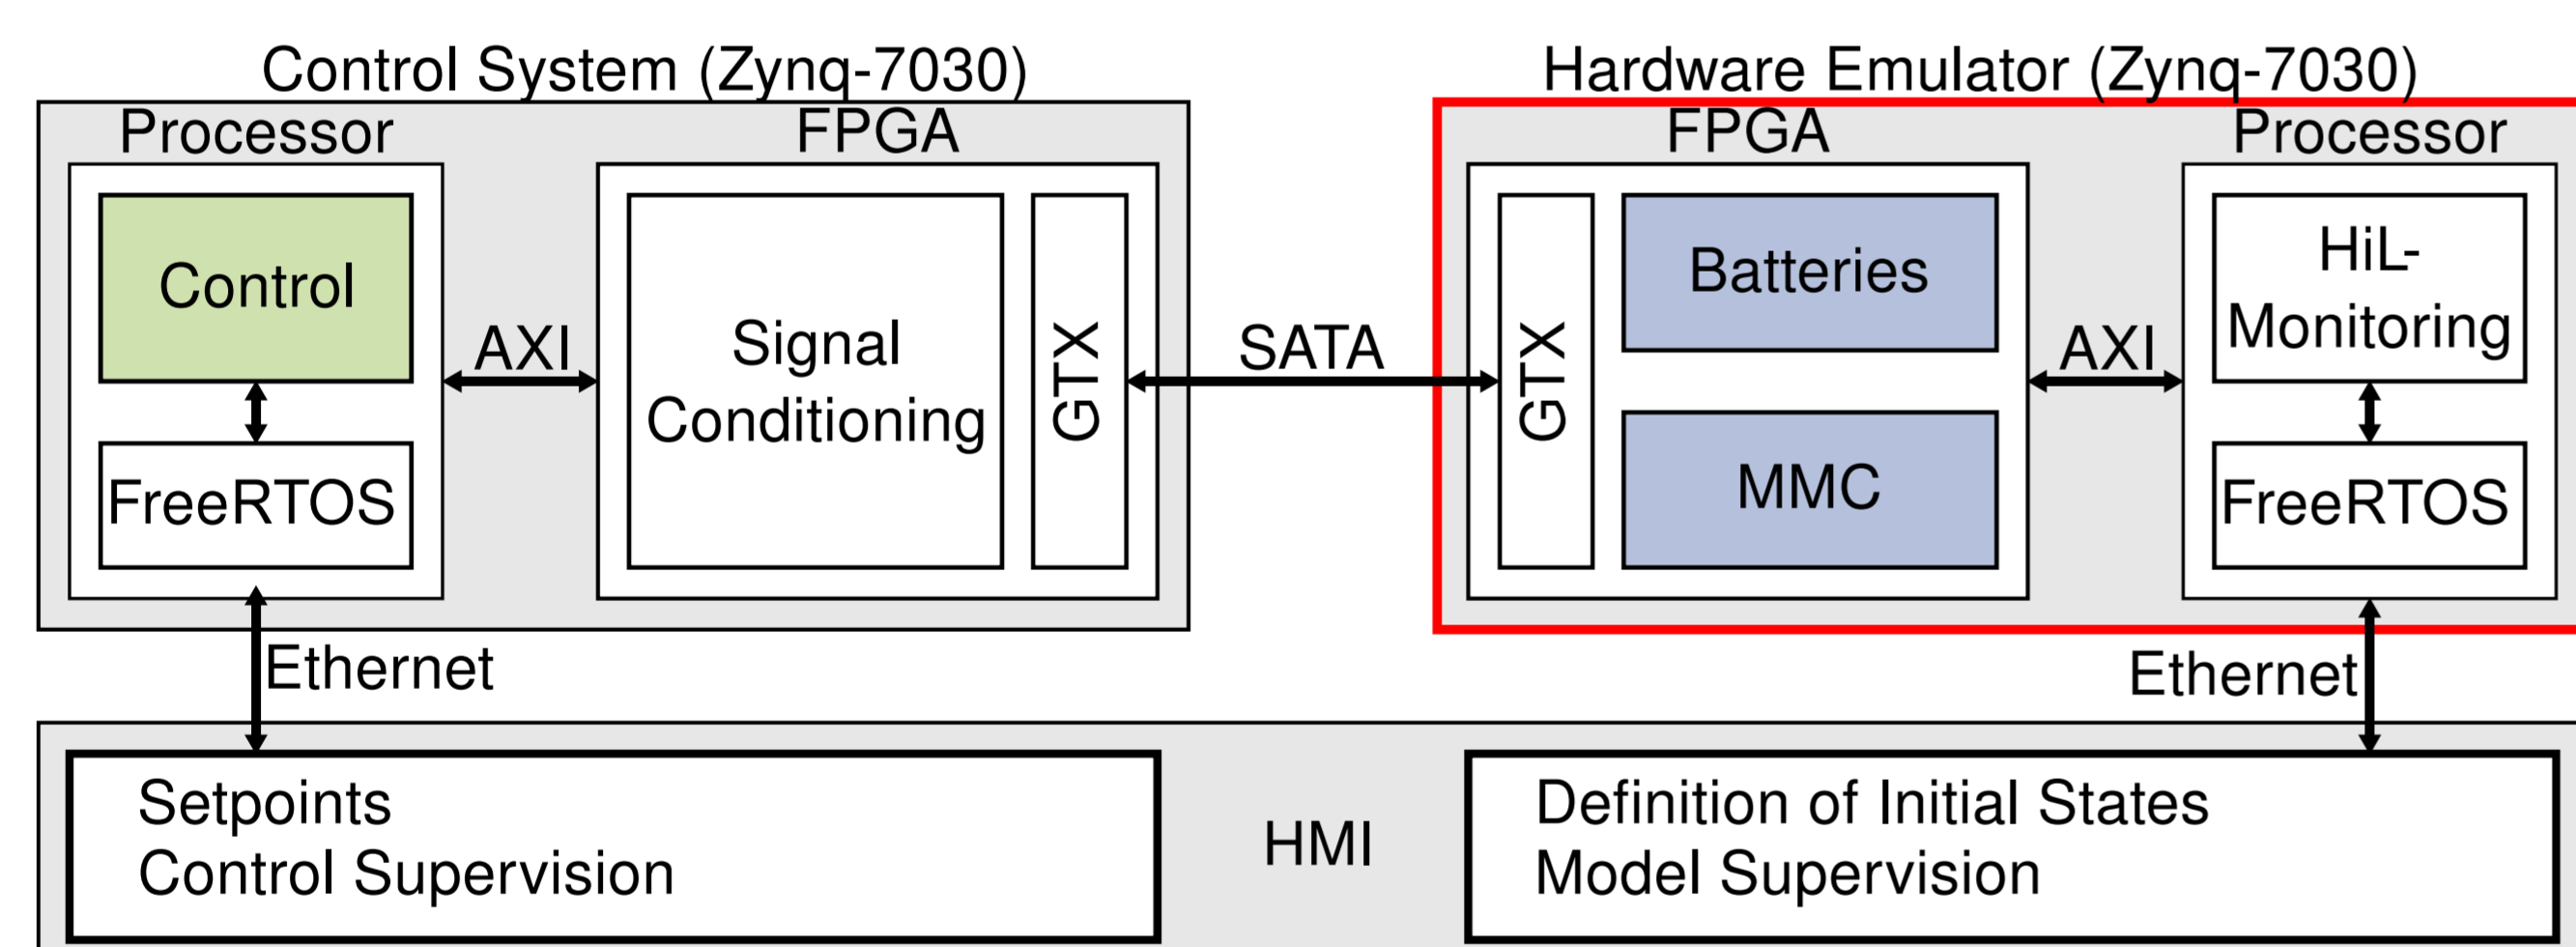 Control System (Zynq-7030)
Processor
FPGA
Control
FreeRTOS
AXI
Signal
Conditioning
GTX
SATA
Hardware Emulator (Zynq-7030)
FPGA
Processor
GTX
Batteries
MMC
AXI
HiL-
Monitoring
FreeRTOS
Ethernet
Ethernet
Setpoints
Control Supervision
HMI
Definition of Initial States
Model Supervision